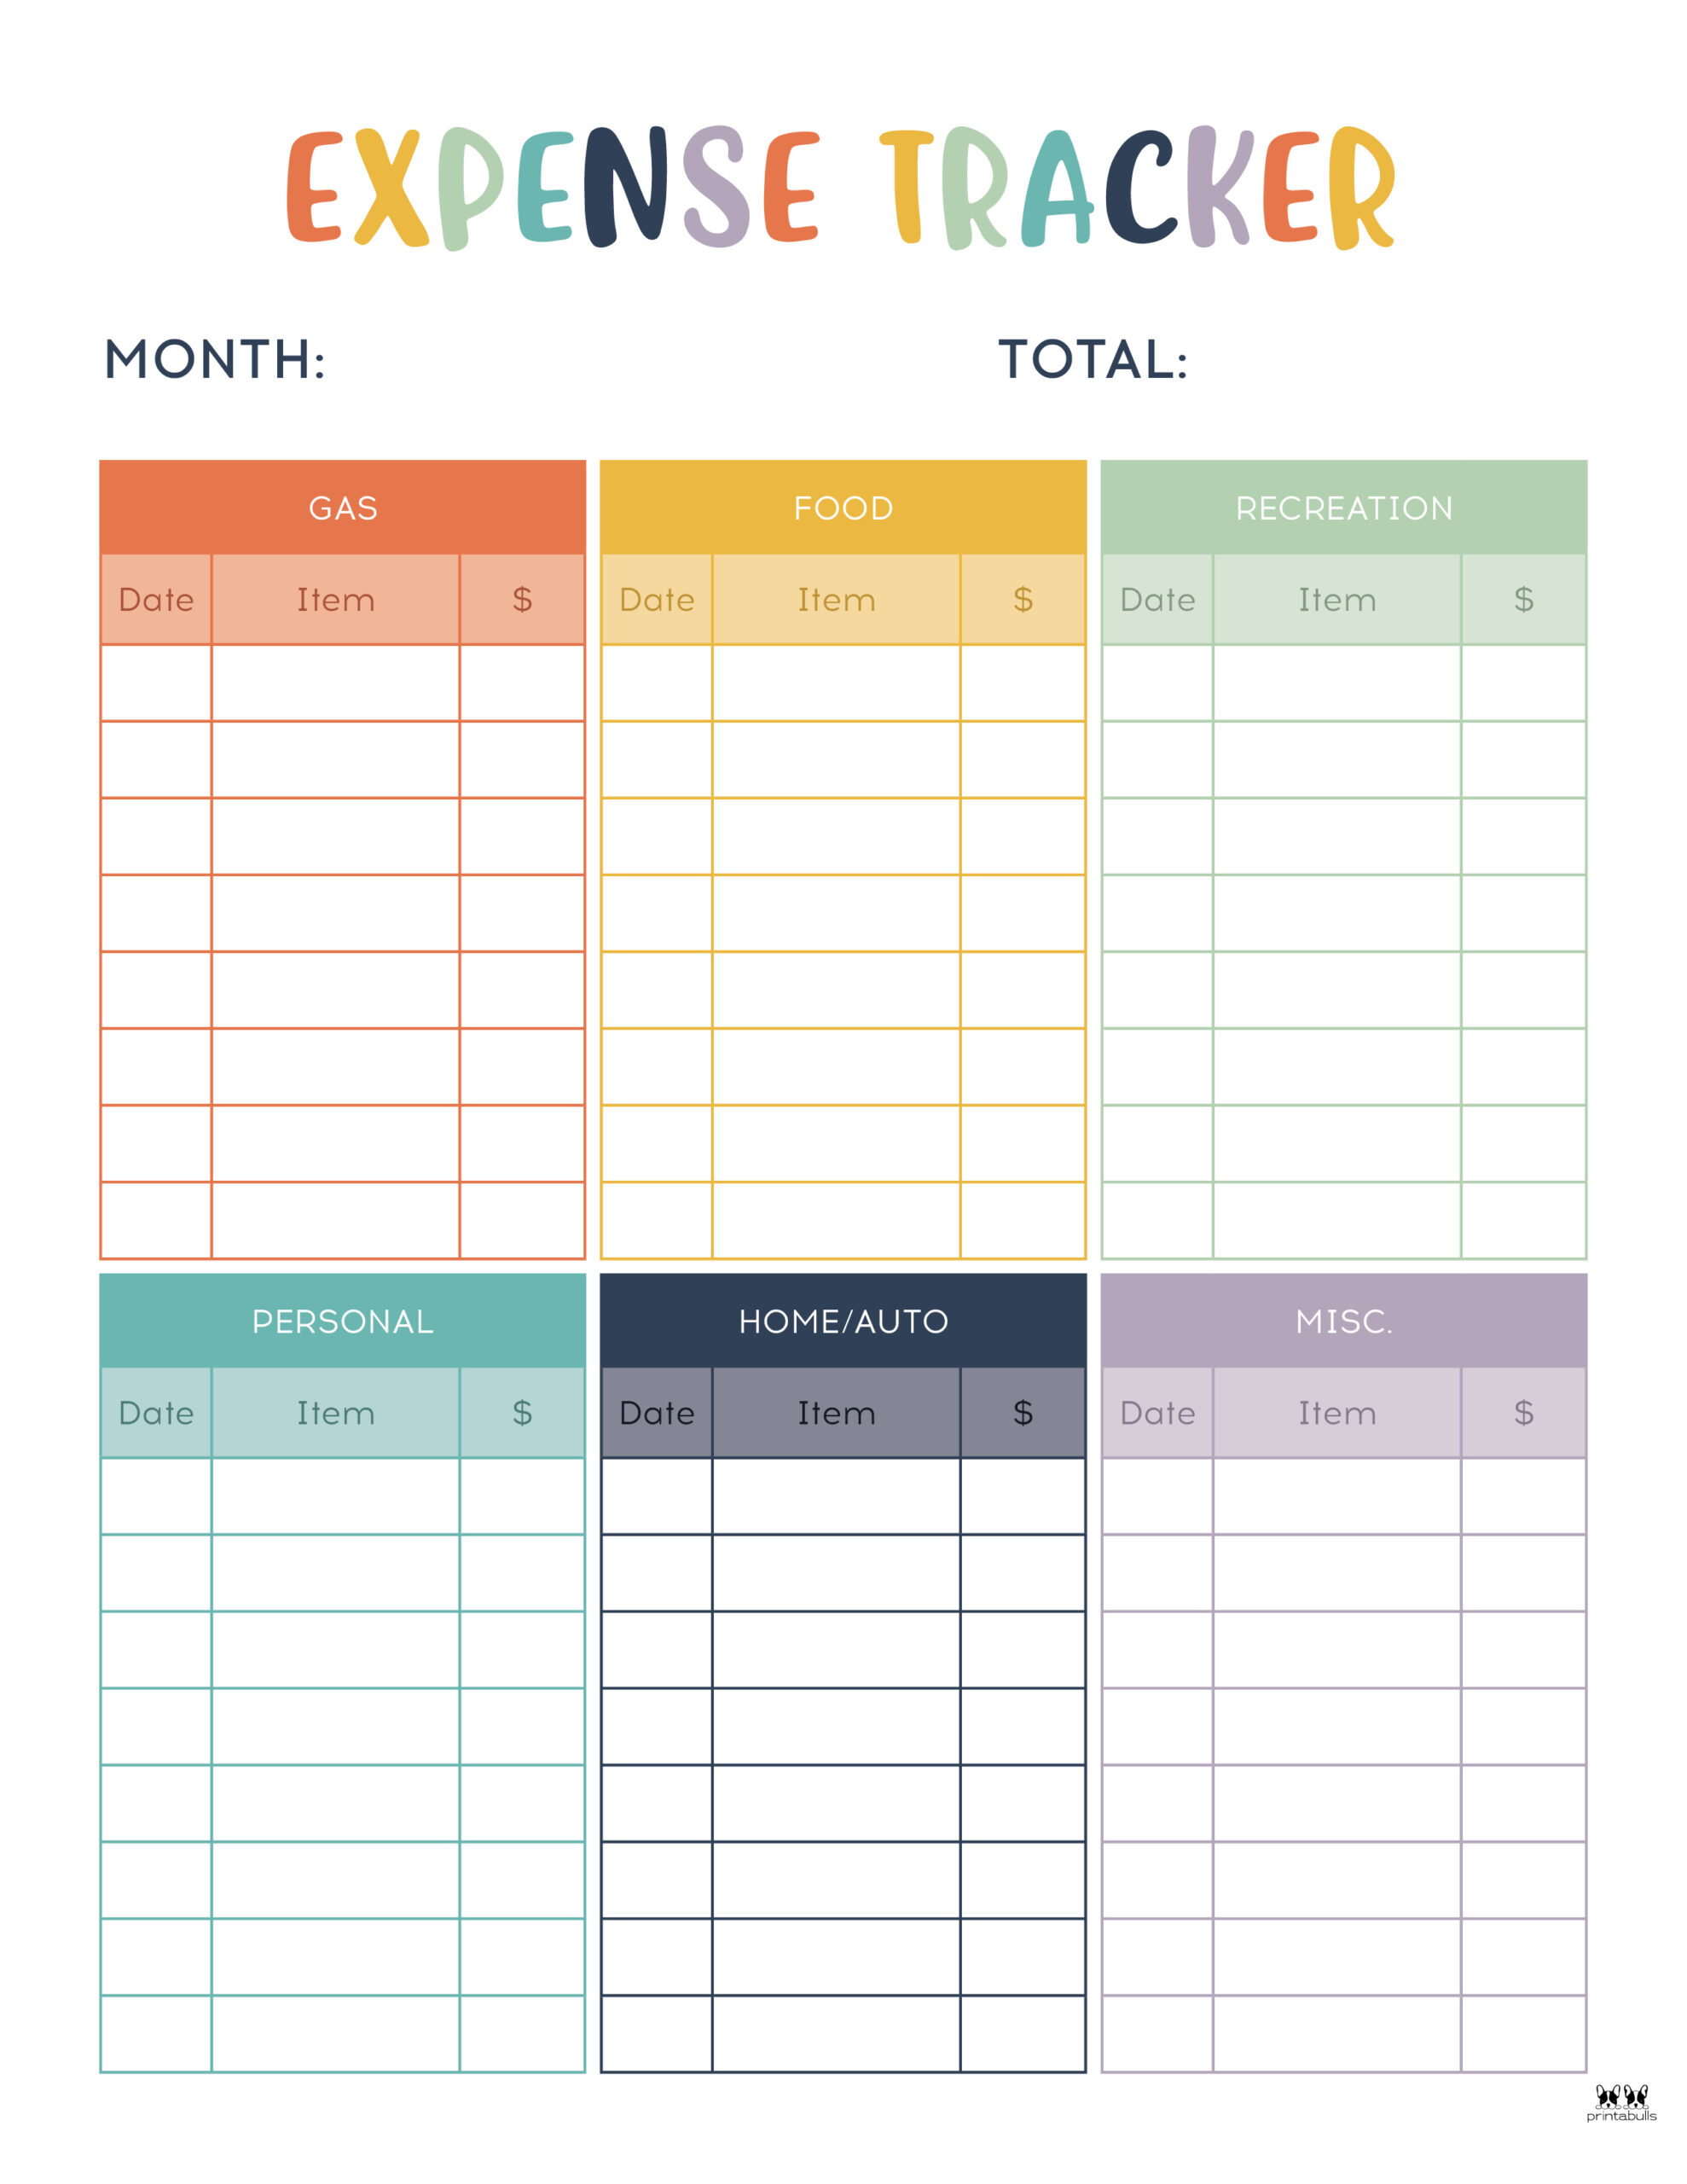 EXPENSE TRACKER
MONTH: TOTAL:
GAS FOOD RECREATION
Date Item $ Date Item $ Date Item $
PERSONAL HOME/AUTO MISC.
Date Item $ Date Item $ Date Item $
printabulls